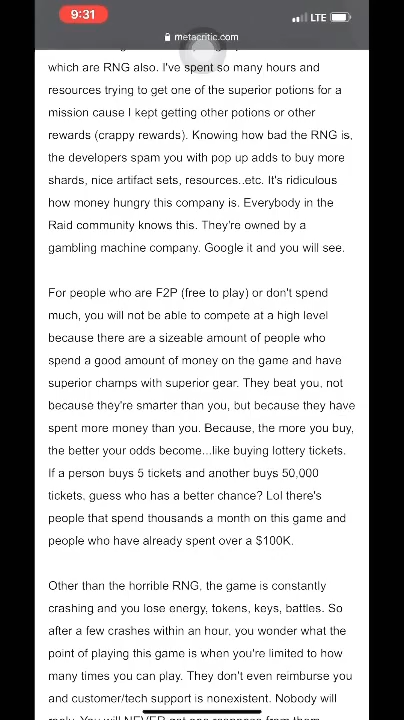 9:31
LTE
metacritic.com
which are RNG also. I've spent so many hours and
resources trying to get one of the superior potions for a
mission cause I kept getting other potions or other
rewards (crappy rewards). Knowing how bad the RNG is,
the developers spam you with pop up adds to buy more
shards, nice artifact sets, resources..etc. It's ridiculous
how money hungry this company is. Everybody in the
Raid community knows this. They're owned by a
gambling machine company. Google it and you will see.
For people who are F2P (free to play) or don't spend
much, you will not be able to compete at a high level
because there are a sizeable amount of people who
spend a good amount of money on the game and have
superior champs with superior gear. They beat you, not
because they're smarter than you, but because they have
spent more money than you. Because, the more you buy,
the better your odds become...like buying lottery tickets.
If a person buys 5 tickets and another buys 50,000
tickets, guess who has a better chance? Lol there's
people that spend thousands a month on this game and
people who have already spent over a $100K.
Other than the horrible RNG, the game is constantly
crashing and you lose energy, tokens, keys, battles. So
after a few crashes within an hour, you wonder what the
point of playing this game is when you're limited to how
many times you can play. They don't even reimburse you
and customer/tech support is nonexistent. Nobody will
reply. You will NEVER get one response from them